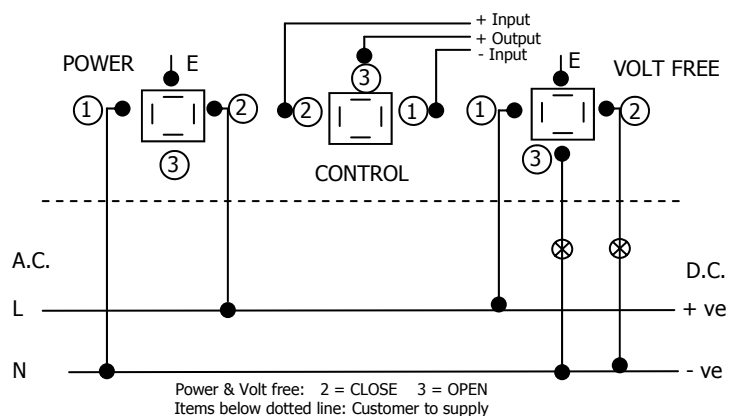 + Input
+ Output
- Input
POWER
E
1
2
3
CONTROL
3
2
1
VOLT FREE
E
1
2
3
A.C.
D.C.
L
+ ve
N
- ve
Power & Volt free: 2 = CLOSE 3 = OPEN
Items below dotted line: Customer to supply